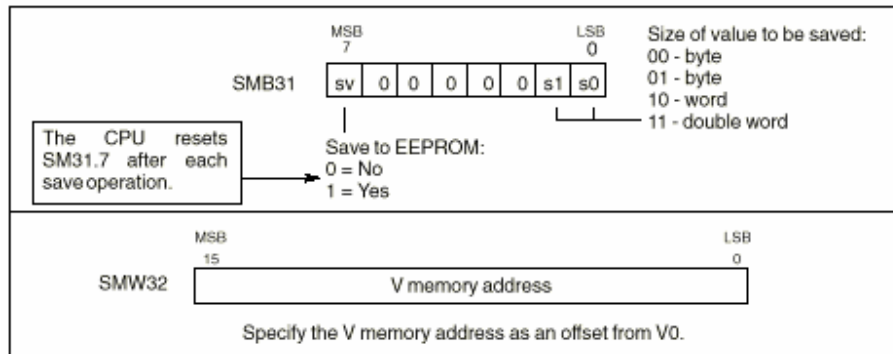 MSB LSB
7 0
SMB31 sv 0 0 0 0 0 s1 s0
Size of value to be saved:
00 - byte
01 - byte
10 - word
11 - double word
The CPU resets
SM31.7 after each
save operation.
Save to EEPROM:
0 = No
1 = Yes
MSB LSB
15 0
SMW32 V memory address
Specify the V memory address as an offset from V0.